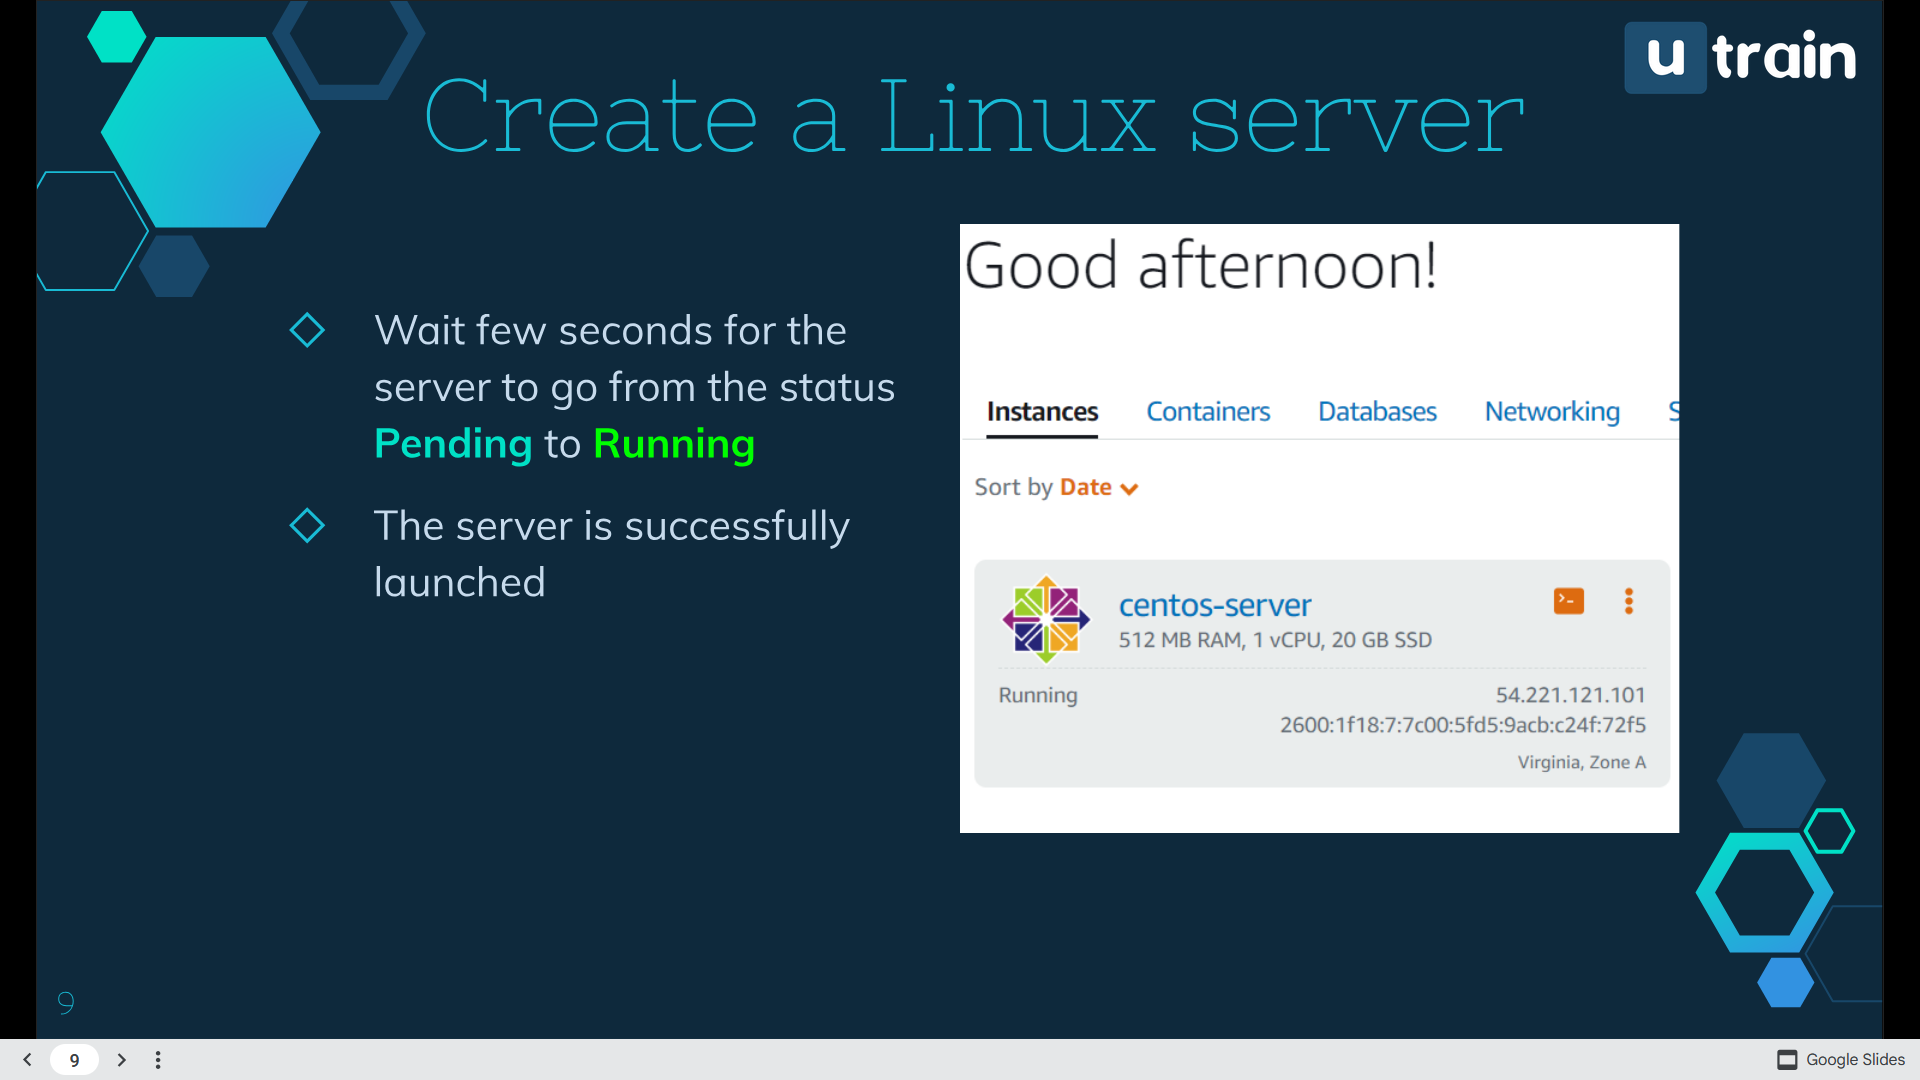 u train
Create a Linux server
Wait few seconds for the
server to go from the status
Pending to Running
The server is successfully
launched
Good afternoon!
Instances Containers Databases Networking S
Sort by Date
centos-server
512 MB RAM, 1 vCPU, 20 GB SSD
Running 54.221.121.101
2600:1f18:7:7c00:5fd5:9acb:c24f:72f5
Virginia, Zone A
9
9 Google Slides